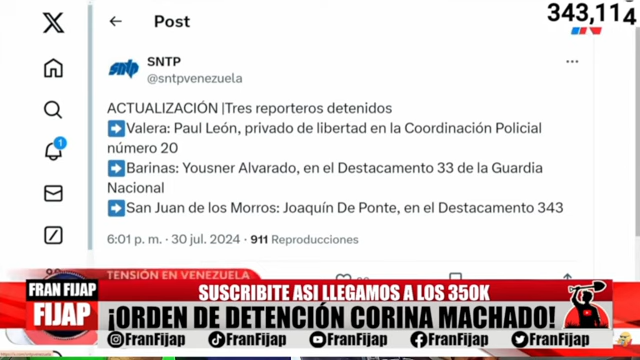 343,114
Post
TN
SNTP
sntp
@sntpvenezuela
ACTUALIZACIÓN |Tres reporteros detenidos
➡Valera: Paul León, privado de libertad en la Coordinación Policial
número 20
➡Barinas: Yousner Alvarado, en el Destacamento 33 de la Guardia
Nacional
➡San Juan de los Morros: Joaquín De Ponte, en el Destacamento 343
6:01 p. m. · 30 jul. 2024 · 911 Reproducciones
1
TENSIÓN EN VENEZUELA
FRAN FIJAP
FIJAP
SUSCRIBITE ASI LLEGAMOS A LOS 350K
¡ORDEN DE DETENCIÓN CORINA MACHADO!
@FranFijap @FranFijap @FranFijap @FranFijap @FranFijap